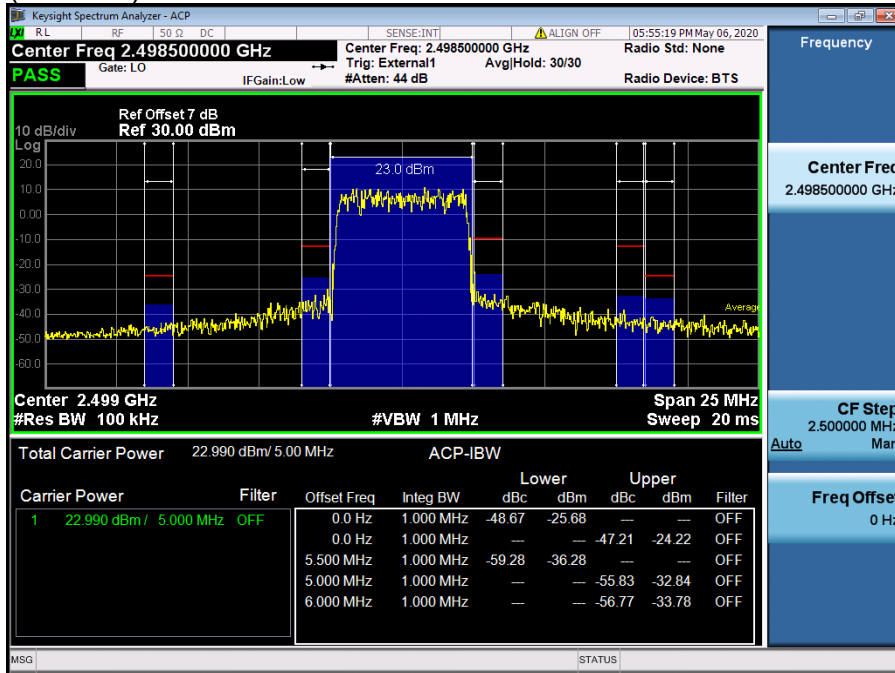 Keysight Spectrum Analyzer - ACP
LXI RL RF 50 Ω DC SENSE:INT ALIGN OFF 05:55:19 PM May 06, 2020
Center Freq 2.498500000 GHz
Center Freq: 2.498500000 GHz Radio Std: None
Gate: LO Trig: External1 Avg|Hold: 30/30
PASS IFGain:Low #Atten: 44 dB Radio Device: BTS
Frequency
Ref Offset 7 dB
10 dB/div Ref 30.00 dBm
Log
20.0
23.0 dBm
10.0
0.00
-10.0
-20.0
-30.0
-40.0
Average
-50.0
-60.0
Center 2.499 GHz Span 25 MHz
#Res BW 100 kHz #VBW 1 MHz Sweep 20 ms
Center Freq
2.498500000 GHz
CF Step
2.500000 MHz
Auto Man
Freq Offset
0 Hz
Total Carrier Power 22.990 dBm/ 5.00 MHz ACP-IBW
Lower Upper
Carrier Power Filter Offset Freq Integ BW dBc dBm dBc dBm Filter
1 22.990 dBm / 5.000 MHz OFF 0.0 Hz 1.000 MHz -48.67 -25.68 --- --- OFF
0.0 Hz 1.000 MHz --- --- -47.21 -24.22 OFF
5.500 MHz 1.000 MHz -59.28 -36.28 --- --- OFF
5.000 MHz 1.000 MHz --- --- -55.83 -32.84 OFF
6.000 MHz 1.000 MHz --- --- -56.77 -33.78 OFF
MSG STATUS